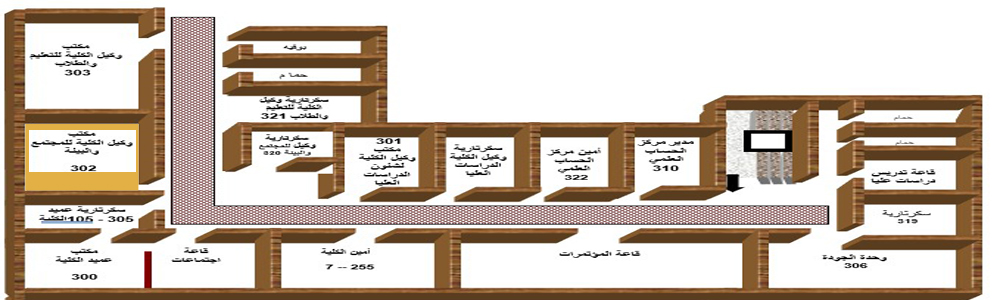 مكتب
وكيل الكلية للتعليم
والطلاب
303
بوفيه
حمام
سكرتارية وكيل
الكلية للتعليم
والطلاب 321
مكتب
وكيل الكلية للمجتمع
والبيئة
302
سكرتارية
وكيل للمجتمع
والبيئة 320
301
مكتب
وكيل الكلية
لشئون
الدراسات
العليا
سكرتارية
وكيل الكلية
الدراسات
العليا
أمين مركز
الحساب
العلمي
322
مدير مركز
الحساب
العلمي
310
حمام
حمام
قاعة تدريس
دراسات عليا
سكرتارية
319
سكرتارية عميد
الكلية105 - 305
مكتب
عميد الكلية
300
قاعة
اجتماعات
أمين الكلية
7 -- 255
قاعة المؤتمرات
وحدة الجودة
306